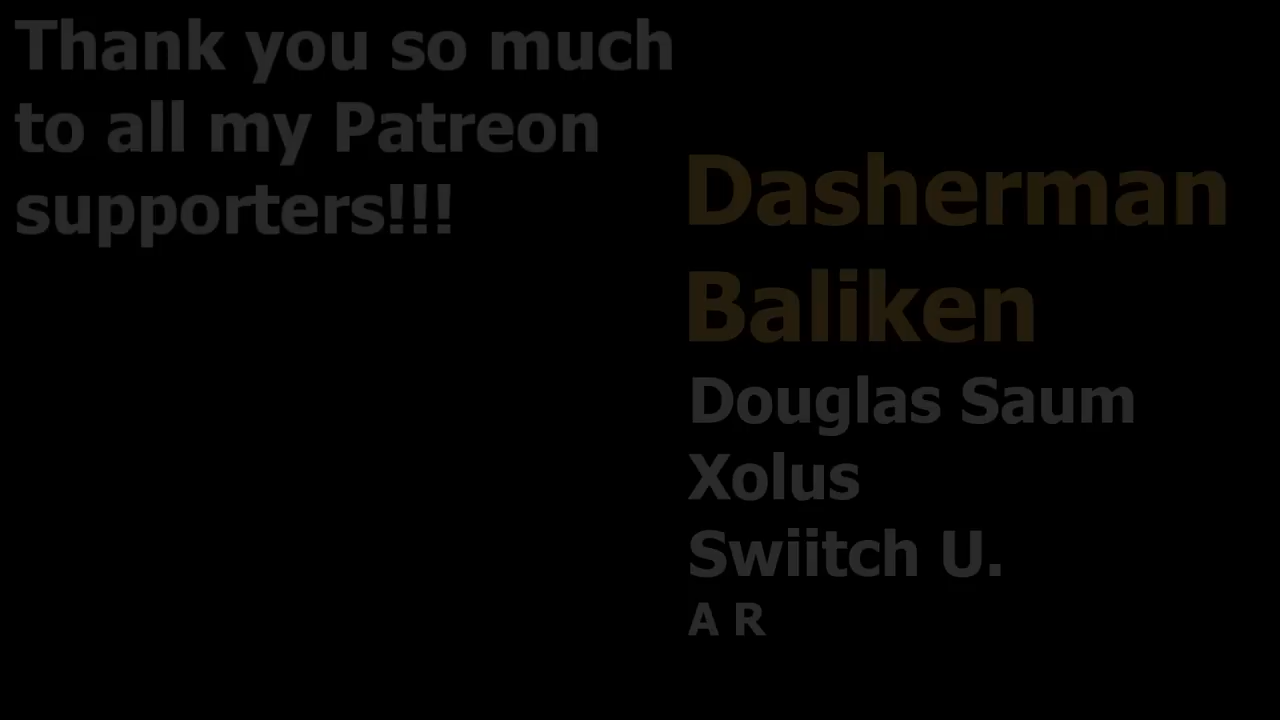 Thank you so much
to all my Patreon
supporters!!!
Dasherman
Baliken
Douglas Saum
Xolus
Swiitch U.
A R